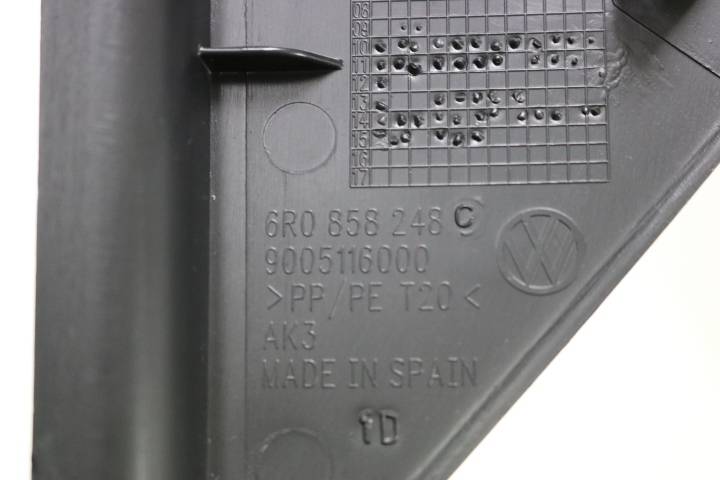 08
09
10
11
12
13
14
15
16
17
6R0 858 248 C
9005116000
>PP/PE T20<
AK3
MADE IN SPAIN
1D